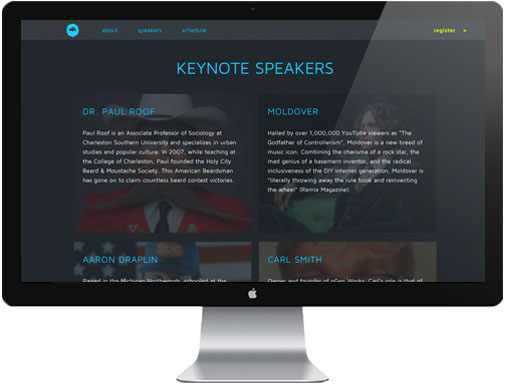 about speakers schedule register »
KEYNOTE SPEAKERS
DR. PAUL ROOF
Paul Roof is an Associate Professor of Sociology at
Charleston Southern University and specializes in urban
studies and popular culture. In 2007, while teaching at
the College of Charleston, Paul founded the Holy City
Beard & Moustache Society. This American Beardsman
has gone on to claim countless beard contest victories.
MOLDOVER
Hailed by over 1,000,000 YouTube viewers as "The
Godfather of Controllerism", Moldover is a new breed of
music icon. Combining the charisma of a rock star, the
mad genius of a basement inventor, and the radical
inclusiveness of the DIY internet generation, Moldover is
"literally throwing away the rule book and reinventing
the wheel" (Remix Magazine).
AARON DRAPLIN
Raised in the Michigan Northwoods, schooled at the
CARL SMITH
Owner and founder of nGen Works, Carl's role is that of